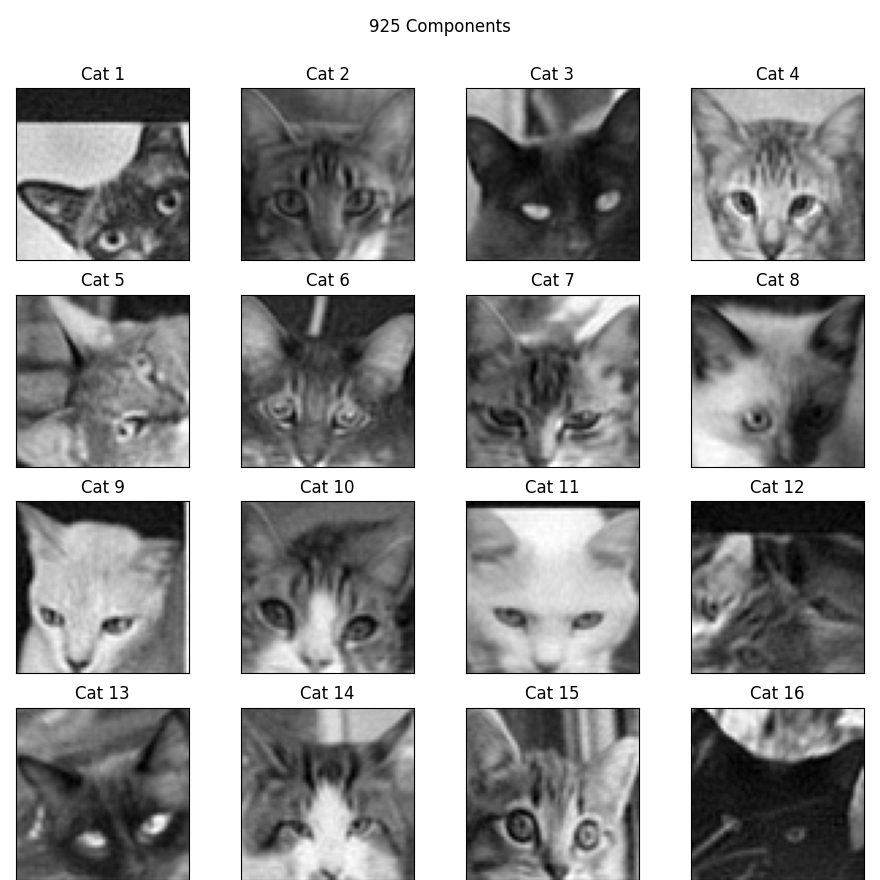 925 Components
Cat 1 Cat 2 Cat 3 Cat 4
Cat 5 Cat 6 Cat 7 Cat 8
Cat 9 Cat 10 Cat 11 Cat 12
Cat 13 Cat 14 Cat 15 Cat 16